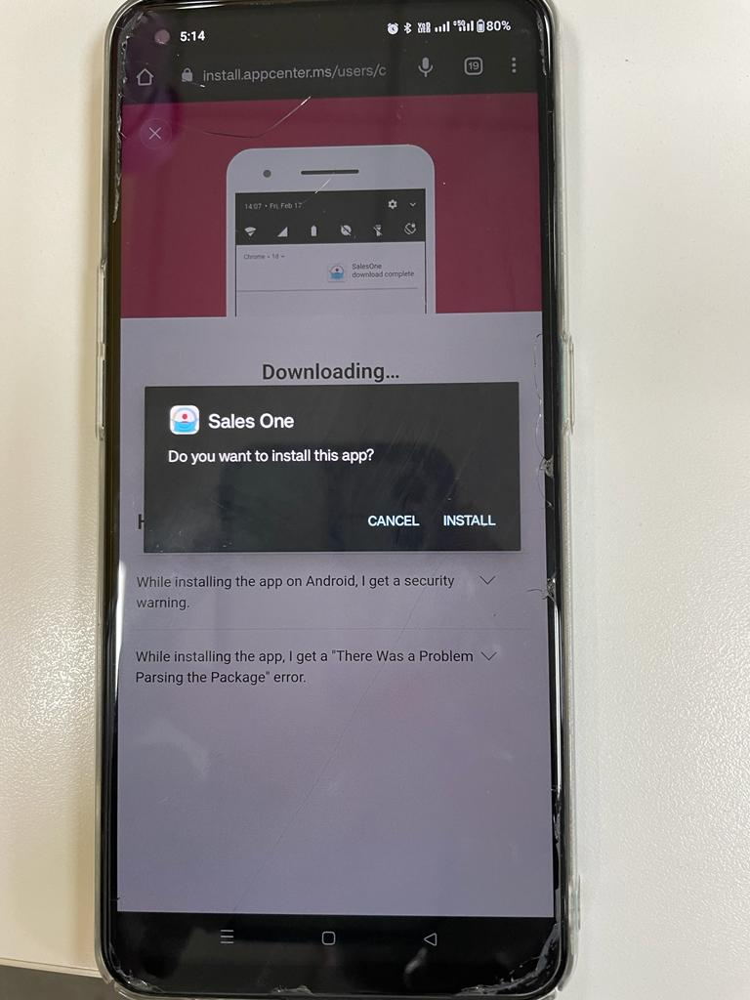 5:14
5G 80%
install.appcenter.ms/users/c
19
14:07 • Fri, Feb 17
Chrome • 1d
SalesOne
download complete
Downloading...
Sales One
Do you want to install this app?
H
CANCEL INSTALL
While installing the app on Android, I get a security
warning.
While installing the app, I get a "There Was a Problem
Parsing the Package" error.